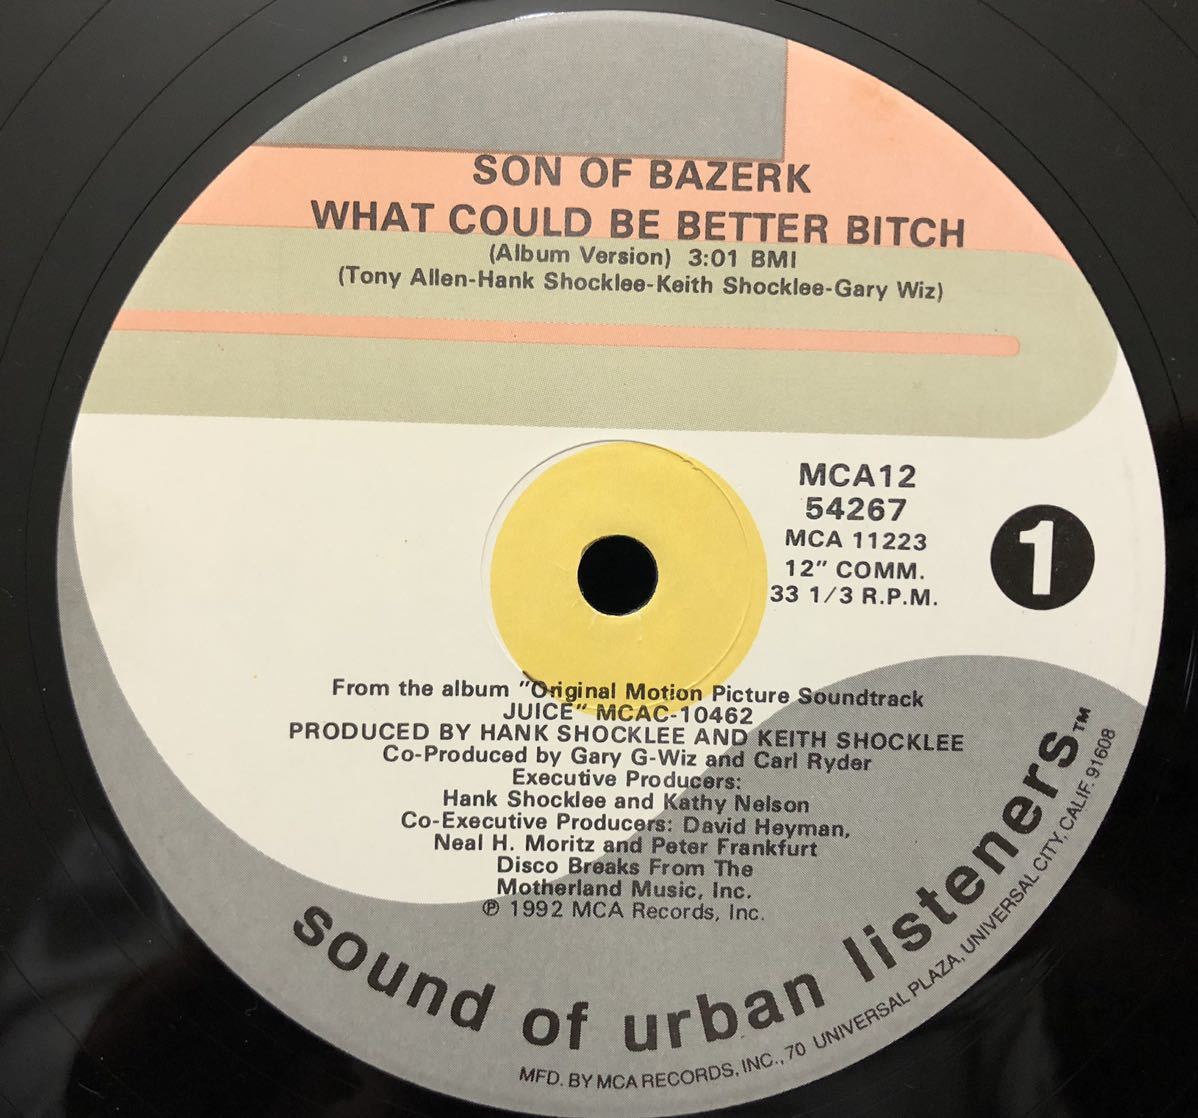 SON OF BAZERK
WHAT COULD BE BETTER BITCH
(Album Version) 3:01 BMI
(Tony Allen-Hank Shocklee-Keith Shocklee-Gary Wiz)
MCA12
54267
MCA 11223
12" COMM.
33 1/3 R.P.M.
1
From the album "Original Motion Picture Soundtrack
JUICE" MCAC-10462
PRODUCED BY HANK SHOCKLEE AND KEITH SHOCKLEE
Co-Produced by Gary G-Wiz and Carl Ryder
Executive Producers:
Hank Shocklee and Kathy Nelson
Co-Executive Producers: David Heyman,
Neal H. Moritz and Peter Frankfurt
Disco Breaks From The
Motherland Music, Inc.
℗ 1992 MCA Records, Inc.
sound of urban listeners™
MFD. BY MCA RECORDS, INC., 70 UNIVERSAL PLAZA, UNIVERSAL CITY, CALIF. 91608